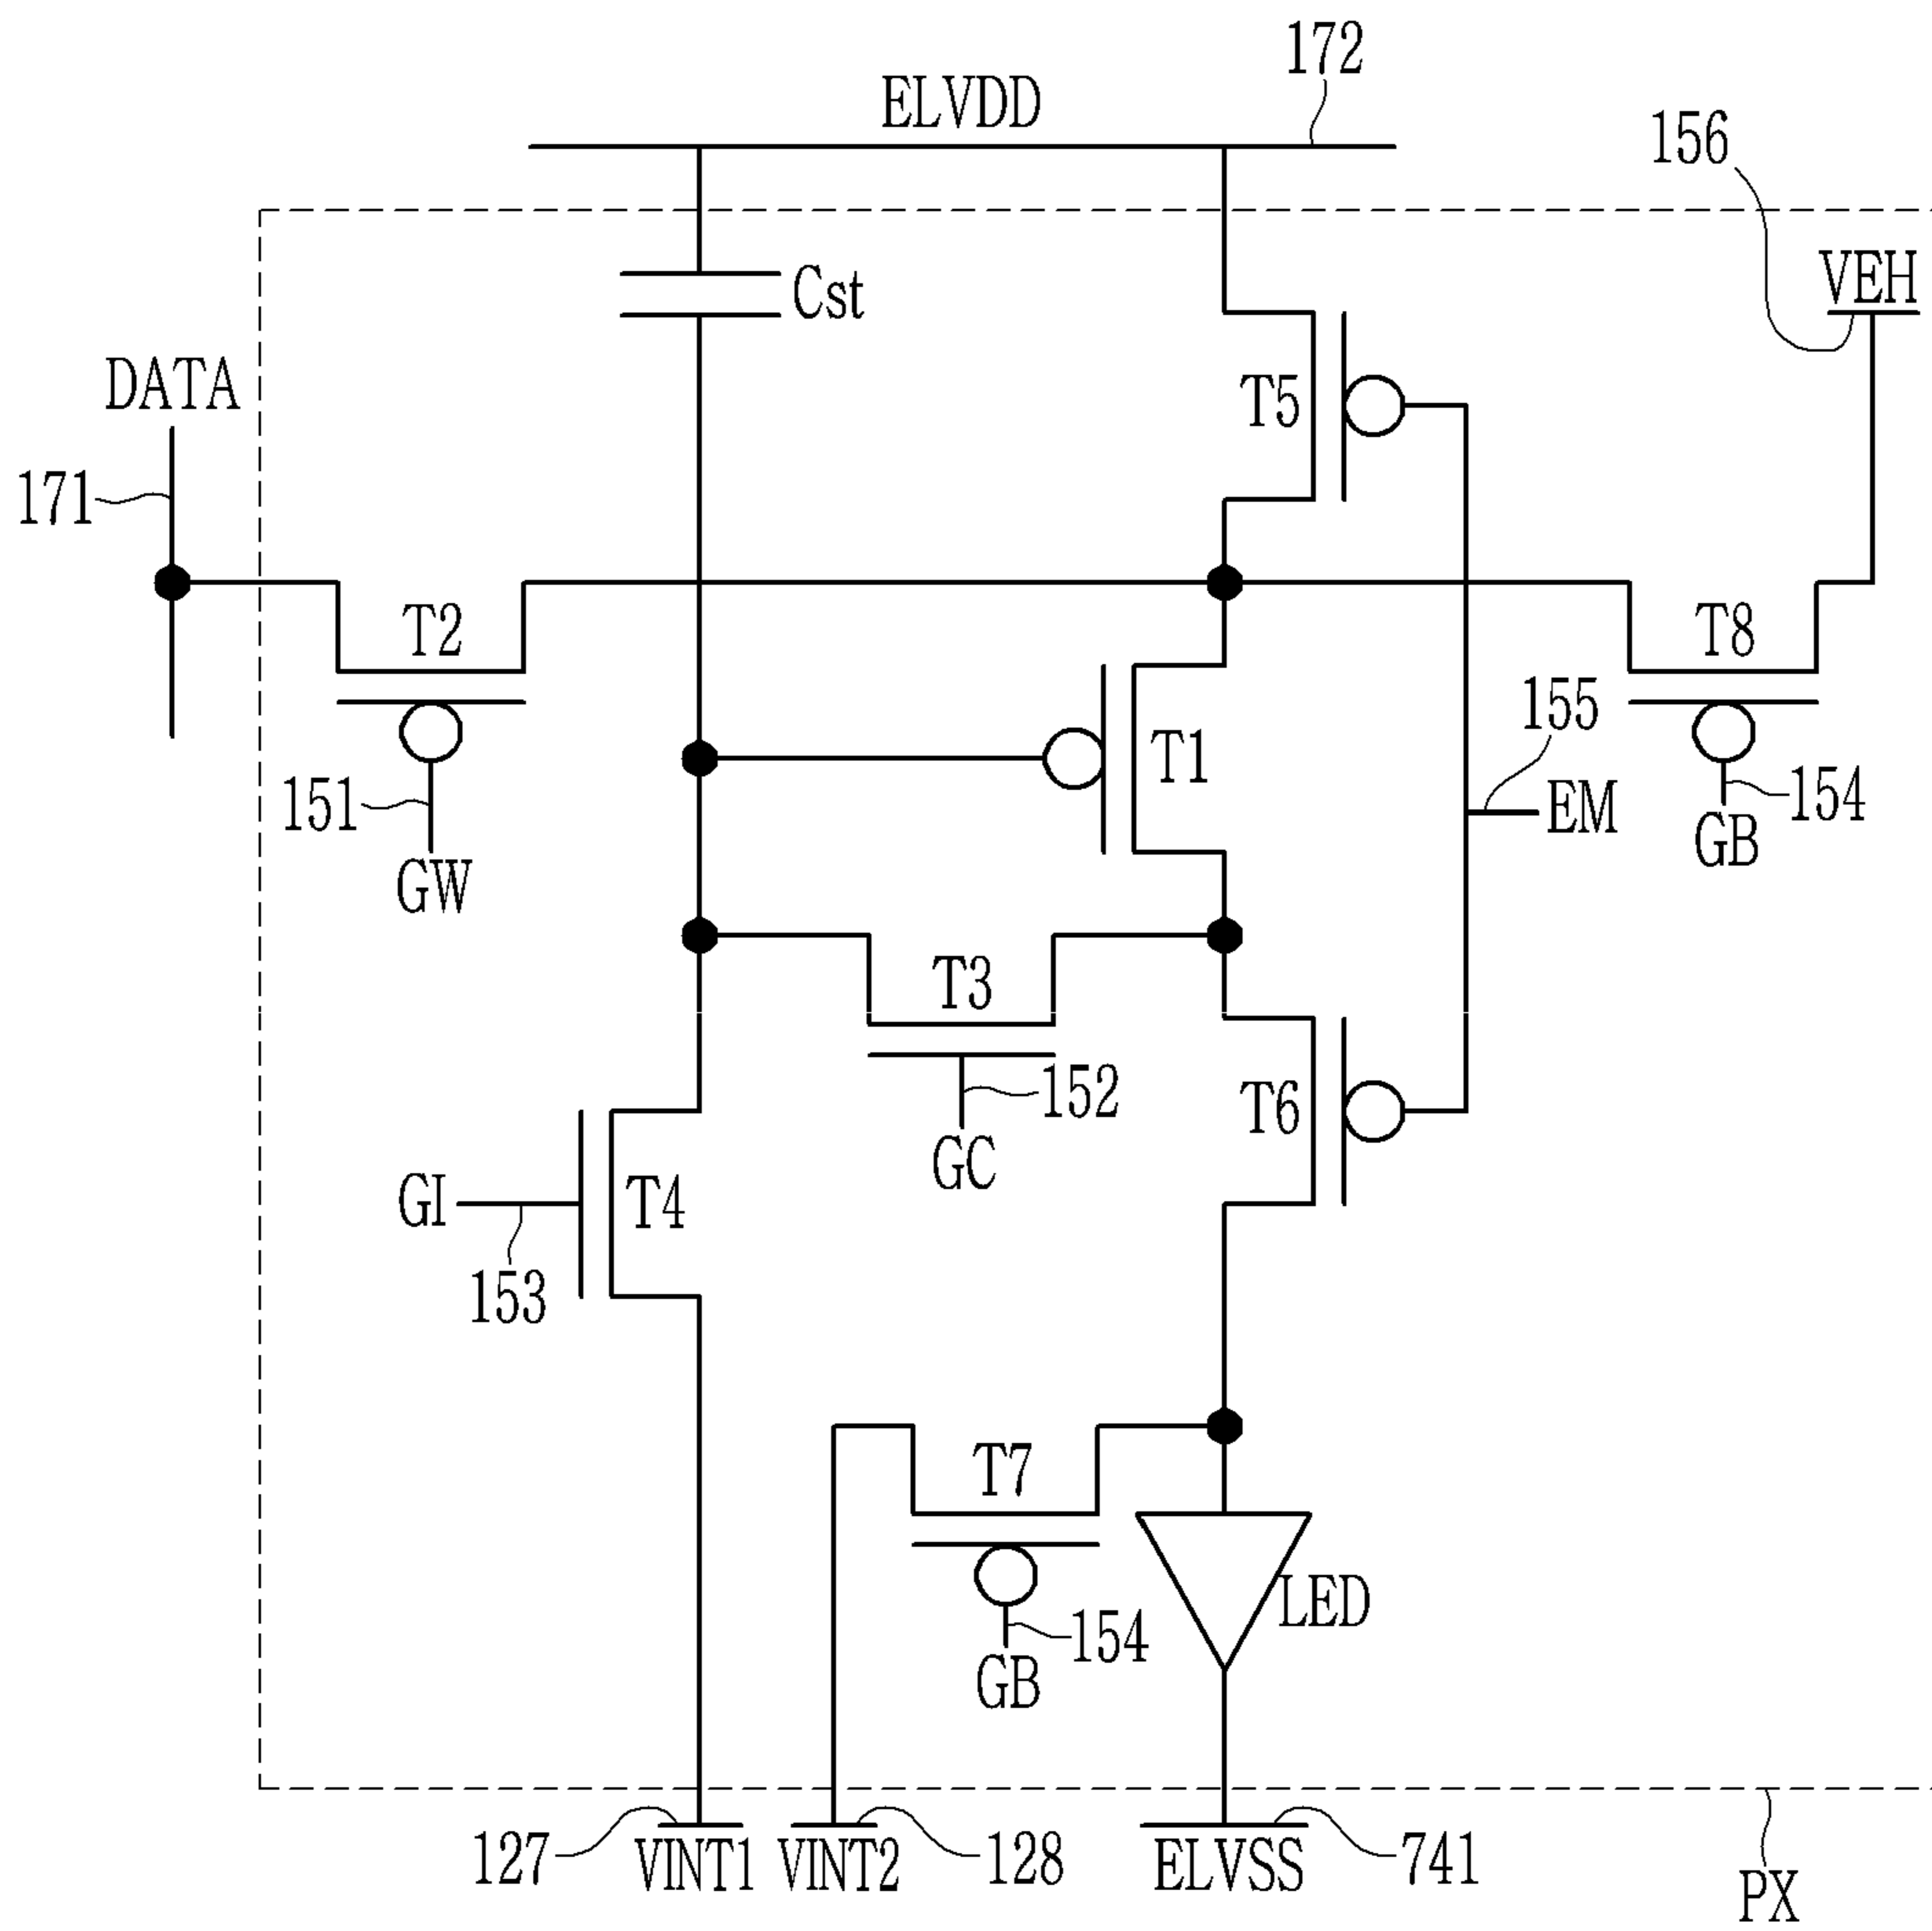 172
ELVDD
156
VEH
Cst
DATA
T5
171
T2
T8
155
T1
151
154
EM
GB
GW
T3
152
T6
GC
GI
T4
153
T7
LED
154
GB
127
VINT1
VINT2
128
ELVSS
741
PX